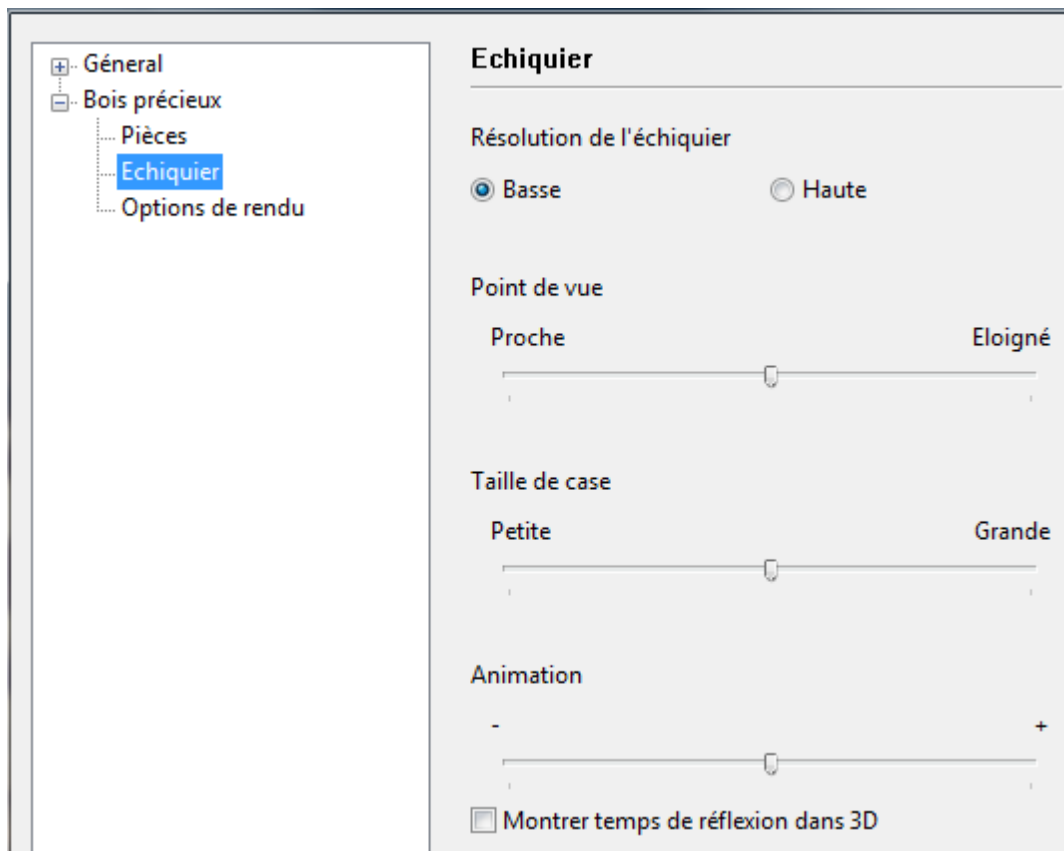 Géneral
Bois précieux
Pièces
Echiquier
Options de rendu
Echiquier
Résolution de l'échiquier
Basse Haute
Point de vue
Proche Eloigné
Taille de case
Petite Grande
Animation
- +
Montrer temps de réflexion dans 3D